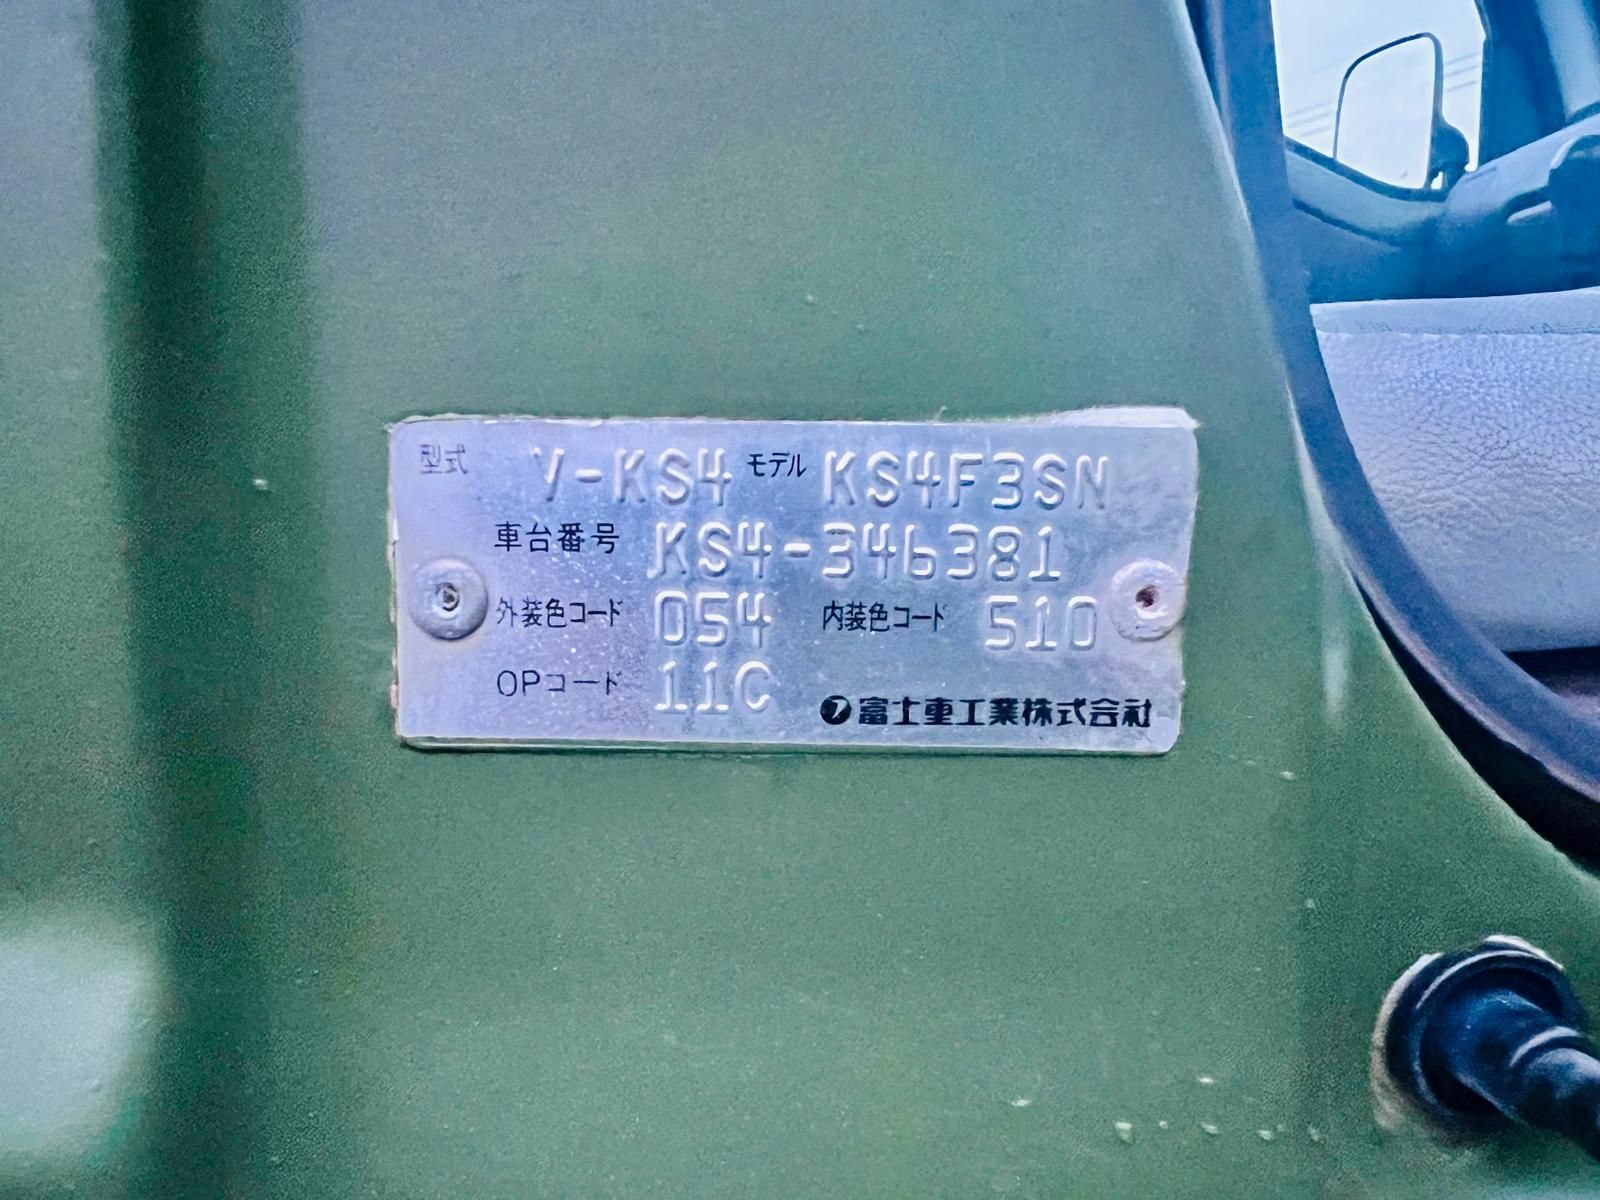 型式 V-KS4 モデル KS4F3SN
車台番号 KS4-346381
外装色コード 054 内装色コード 510
OPコード 11C
フ 富士重工業株式会社